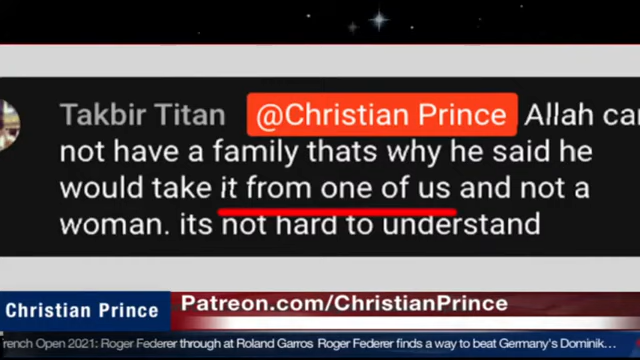 Takbir Titan @Christian Prince Allah can
not have a family thats why he said he
would take it from one of us and not a
woman. its not hard to understand
Christian Prince Patreon.com/ChristianPrince
French Open 2021: Roger Federer through at Roland Garros Roger Federer finds a way to beat Germany's Dominik...